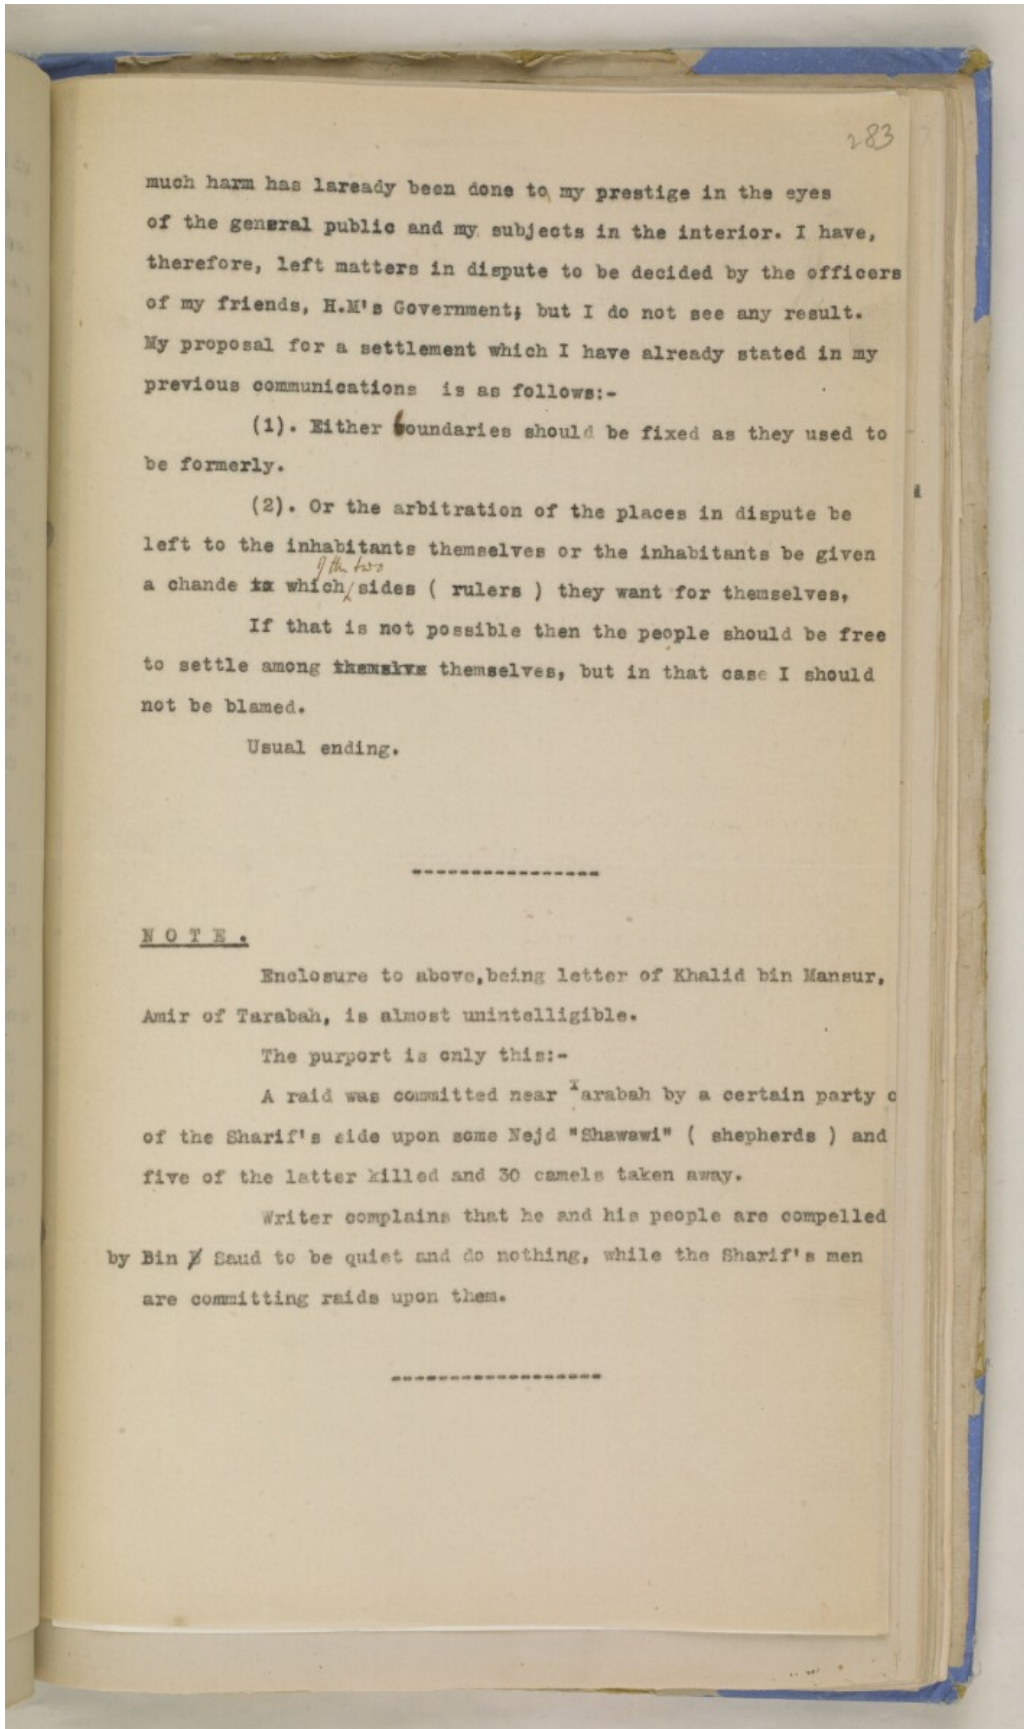 283
much harm has laready been done to my prestige in the eyes
of the general public and my subjects in the interior. I have,
therefore, left matters in dispute to be decided by the officers
of my friends, H.M's Government; but I do not see any result.
My proposal for a settlement which I have already stated in my
previous communications is as follows:-
(1). Either boundaries should be fixed as they used to
be formerly.
(2). Or the arbitration of the places in dispute be
left to the inhabitants themselves or the inhabitants be given
of the two
a chande to which sides ( rulers ) they want for themselves,
If that is not possible then the people should be free
to settle among themselve themselves, but in that case I should
not be blamed.
Usual ending.
----------------
NOTE.
Enclosure to above,being letter of Khalid bin Mansur,
Amir of Tarabah, is almost unintelligible.
The purport is only this:-
A raid was committed near Tarabah by a certain party o
of the Sharif's side upon some Nejd "Shawawi" ( shepherds ) and
five of the latter killed and 30 camels taken away.
Writer complains that he and his people are compelled
by Bin Saud to be quiet and do nothing, while the Sharif's men
are committing raids upon them.
------------------